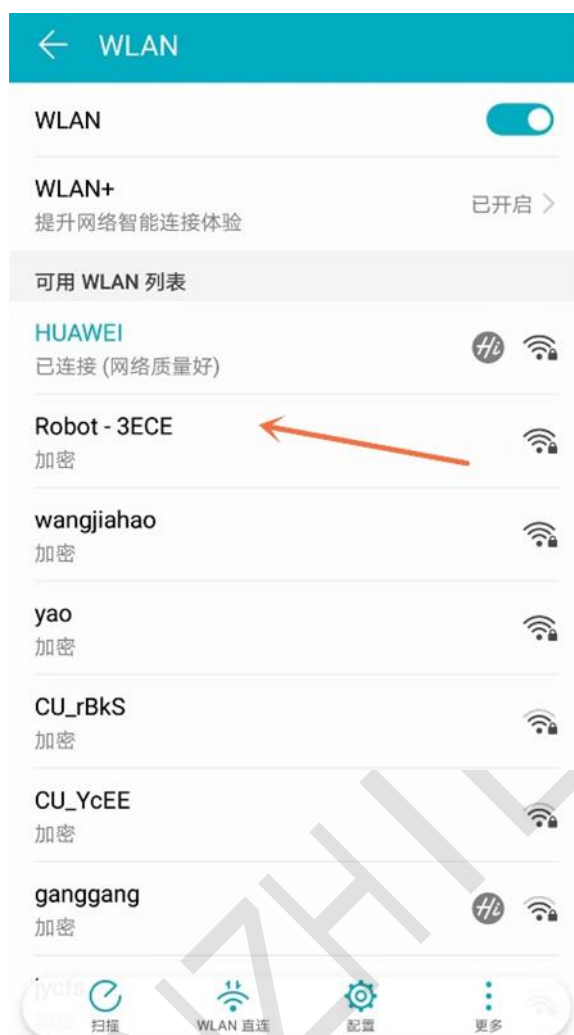 WLAN
WLAN
WLAN+
已开启
提升网络智能连接体验
可用 WLAN 列表
HUAWEI
Hi
已连接 (网络质量好)
Robot - 3ECE
加密
wangjiahao
加密
yao
加密
CU_rBkS
加密
CU_YcEE
加密
ganggang
Hi
加密
扫描
WLAN 直连
配置
更多